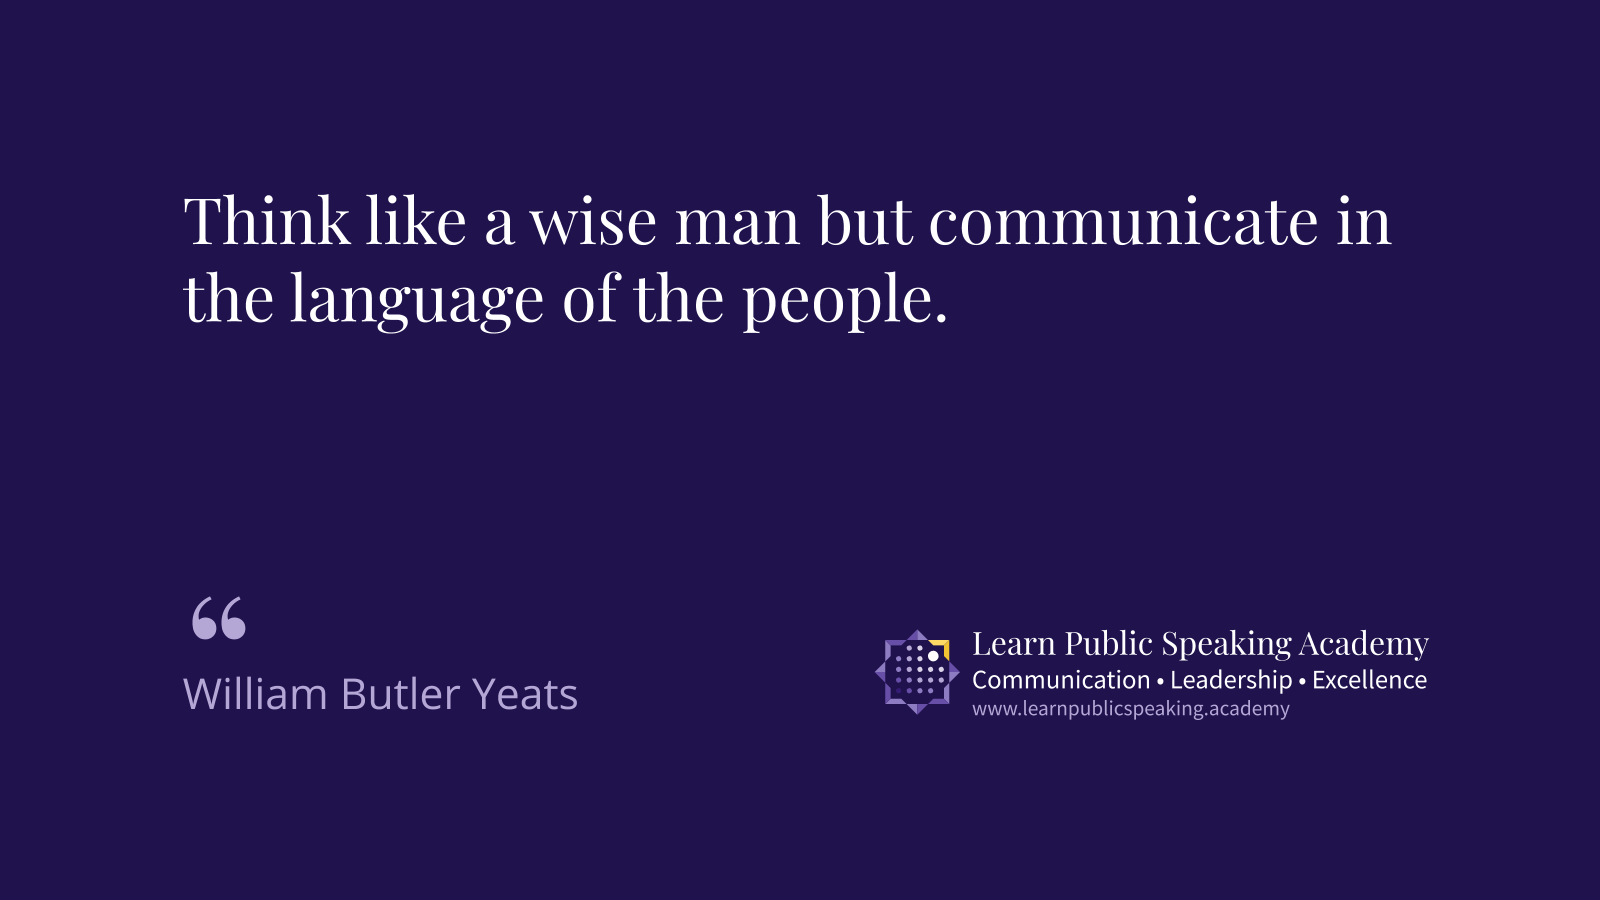 Think like a wise man but communicate in
the language of the people.
“
William Butler Yeats
Learn Public Speaking Academy
Communication • Leadership • Excellence
www.learnpublicspeaking.academy